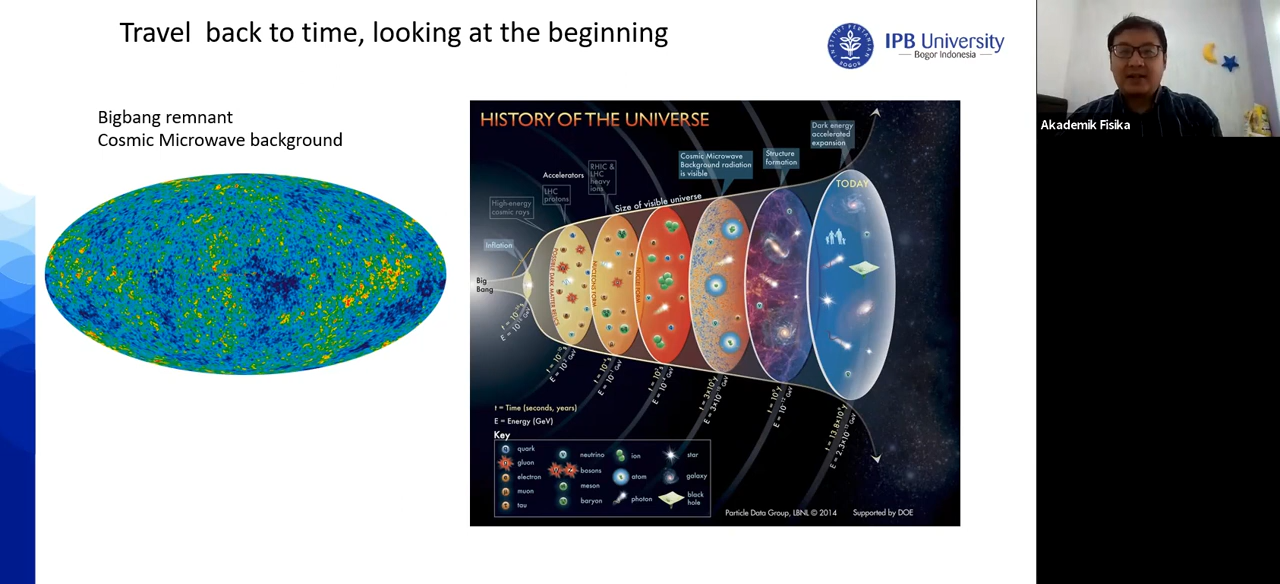 Travel back to time, looking at the beginning
IPB University
Bogor Indonesia
Bigbang remnant
Cosmic Microwave background
HISTORY OF THE UNIVERSE
Dark energy
accelerated
expansion
Cosmic Microwave
Background radiation
is visible
Structure
formation
RHIC &
LHC
heavy
ions
Accelerators
LHC
protons
High-energy
cosmic rays
Size of visible universe
Inflation
Big
Bang
TODAY
t = Time (seconds, years)
E = Energy (GeV)
Key
quark
gluon
electron
muon
tau
neutrino
bosons
meson
baryon
ion
atom
photon
star
galaxy
black
hole
Particle Data Group, LBNL © 2014
Supported by DOE
Akademik Fisika